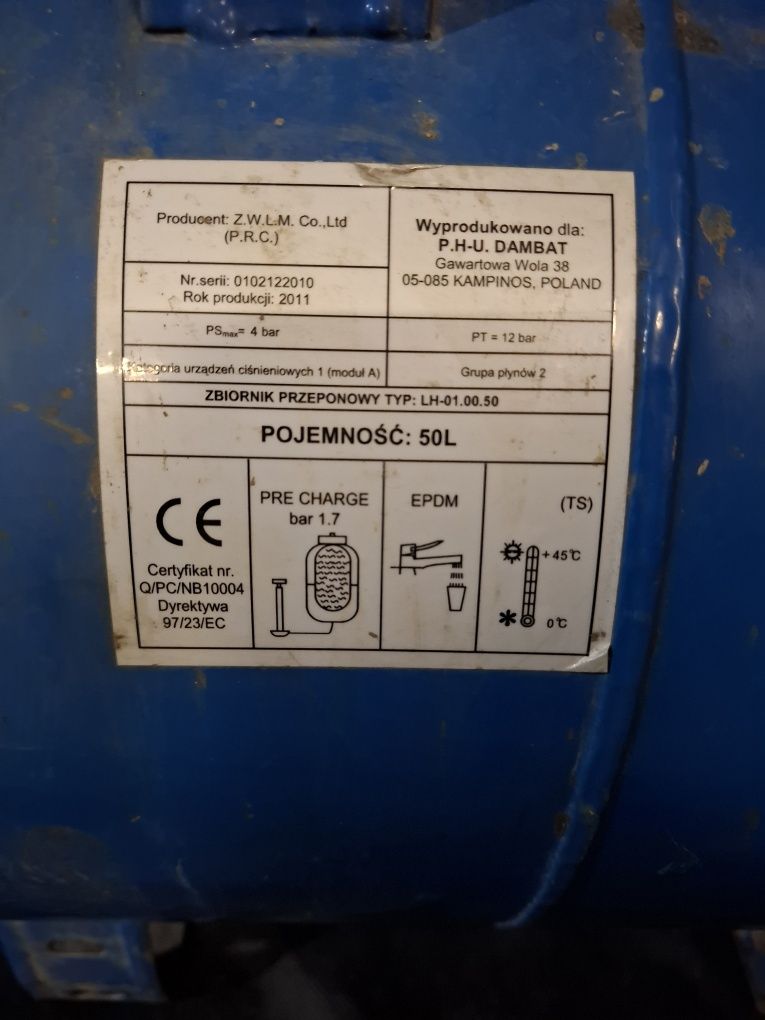 Producent: Z.W.L.M. Co.,Ltd
(P.R.C.)
Wyprodukowano dla:
P.H-U. DAMBAT
Gawartowa Wola 38
05-085 KAMPINOS, POLAND
Nr.serii: 0102122010
Rok produkcji: 2011
PSmax= 4 bar
PT = 12 bar
Kategoria urządzeń ciśnieniowych 1 (moduł A)
Grupa płynów 2
ZBIORNIK PRZEPONOWY TYP: LH-01.00.50
POJEMNOŚĆ: 50L
CE
Certyfikat nr.
Q/PC/NB10004
Dyrektywa
97/23/EC
PRE CHARGE
bar 1.7
EPDM
(TS)
+ 45°C
0°C